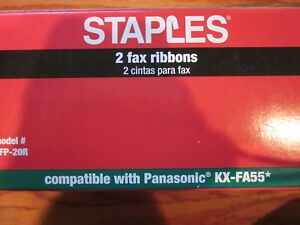 STAPLES®
2 fax ribbons
2 cintas para fax
model #
FP-20R
compatible with Panasonic® KX-FA55*